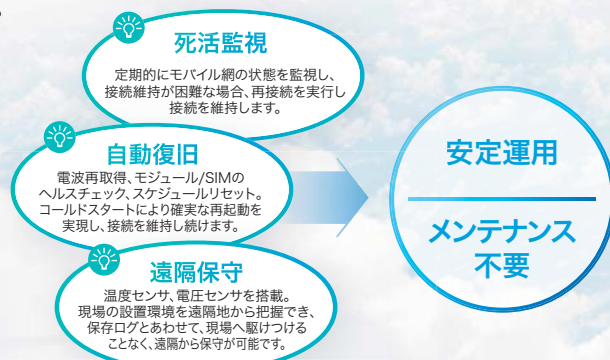 死活監視
定期的にモバイル網の状態を監視し、
接続維持が困難な場合、再接続を実行し
接続を維持します。
自動復旧
電波再取得、モジュール/SIMの
ヘルスチェック、スケジュールリセット。
コールドスタートにより確実な再起動を
実現し、接続を維持し続けます。
遠隔保守
温度センサ、電圧センサを搭載。
現場の設置環境を遠隔地から把握でき、
保存ログとあわせて、現場へ駆けつける
ことなく、遠隔から保守が可能です。
安定運用
メンテナンス
不要